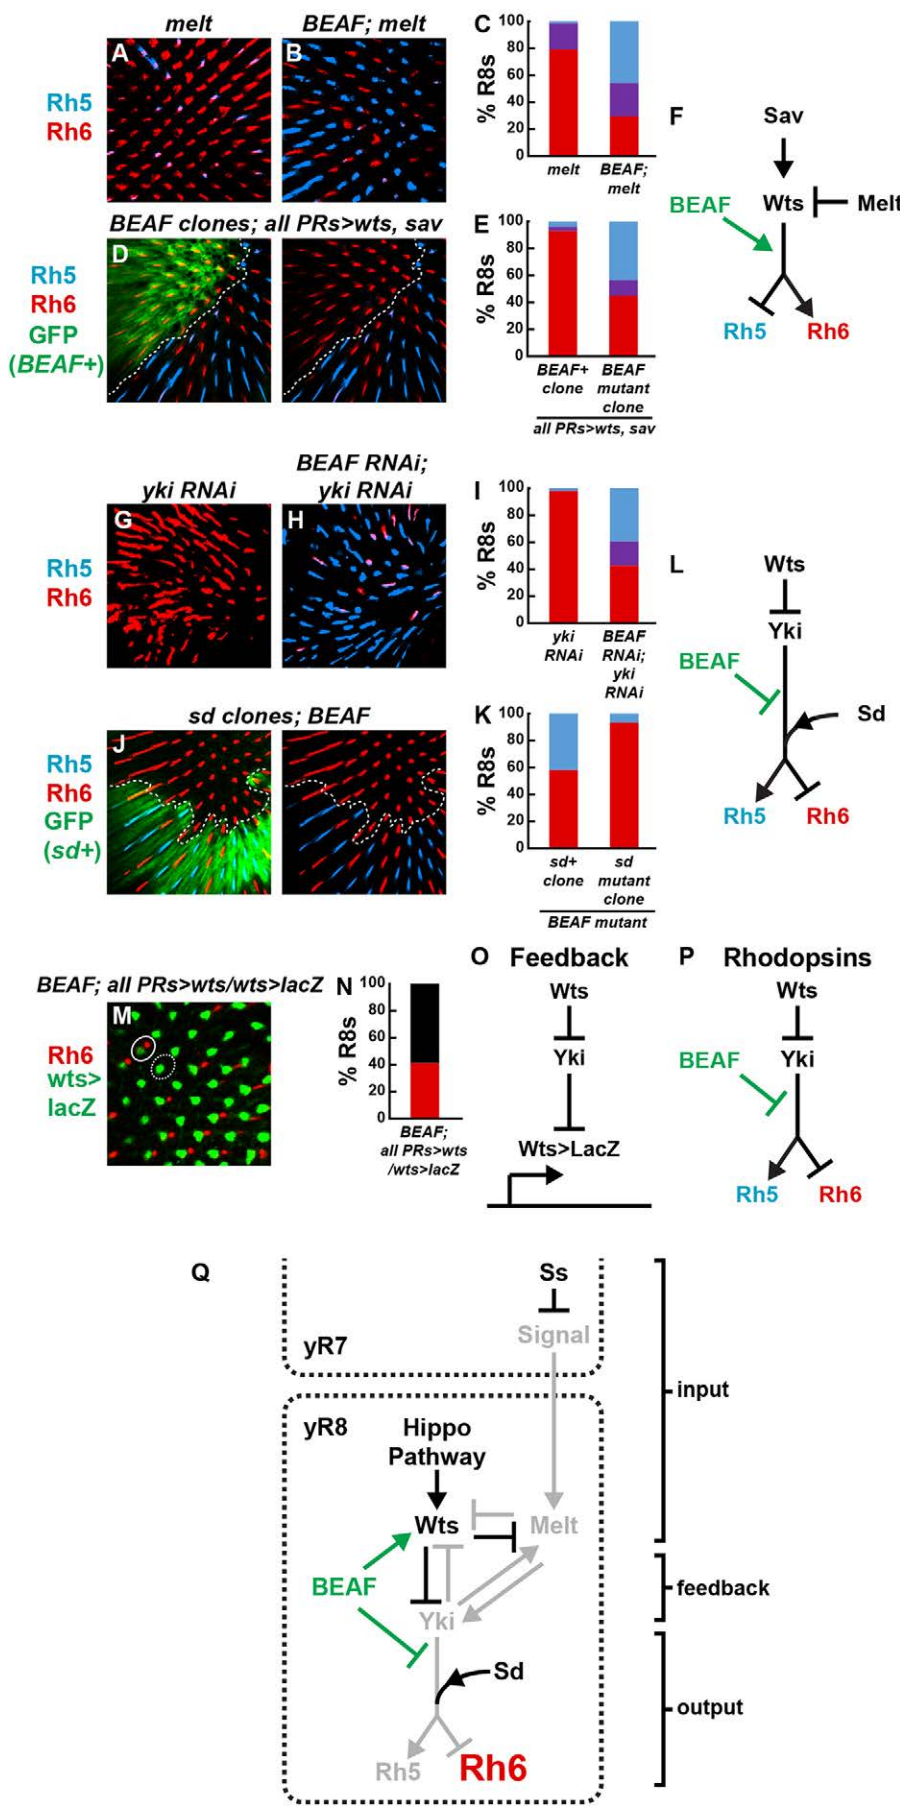 melt
BEAF; melt
A
B
Rh5
Rh6
C
% R8s
100
80
60
40
20
0
melt
BEAF;
melt
BEAF clones; all PRs>wts, sav
D
Rh5
Rh6
GFP
(BEAF+)
E
% R8s
100
80
60
40
20
0
BEAF+
clone
BEAF
mutant
clone
all PRs>wts, sav
F
Sav
BEAF
Wts
Melt
Rh5
Rh6
yki RNAi
BEAF RNAi;
yki RNAi
G
H
Rh5
Rh6
I
% R8s
100
80
60
40
20
0
yki
RNAi
BEAF
RNAi;
yki
RNAi
sd clones; BEAF
J
Rh5
Rh6
GFP
(sd+)
K
% R8s
100
80
60
40
20
0
sd+
clone
sd
mutant
clone
BEAF mutant
L
Wts
Yki
BEAF
Sd
Rh5
Rh6
BEAF; all PRs>wts/wts>lacZ
M
Rh6
wts>
lacZ
N
% R8s
100
80
60
40
20
0
BEAF;
all PRs>wts
/wts>lacZ
O
Feedback
Wts
Yki
Wts>LacZ
P
Rhodopsins
Wts
BEAF
Yki
Rh5
Rh6
Q
Ss
Signal
yR7
input
yR8
Hippo
Pathway
Wts
Melt
BEAF
feedback
Yki
Sd
output
Rh5
Rh6